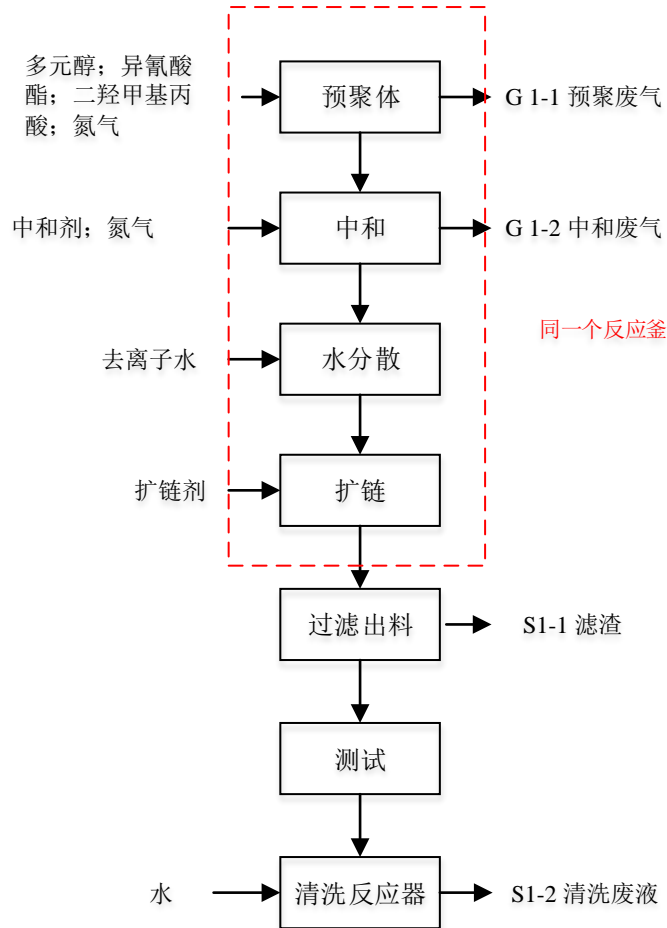 多元醇；异氰酸
酯；二羟甲基丙
酸；氮气
预聚体
G 1-1 预聚废气
中和剂；氮气
中和
G 1-2 中和废气
同一个反应釜
去离子水
水分散
扩链剂
扩链
过滤出料
S1-1 滤渣
测试
水
清洗反应器
S1-2 清洗废液